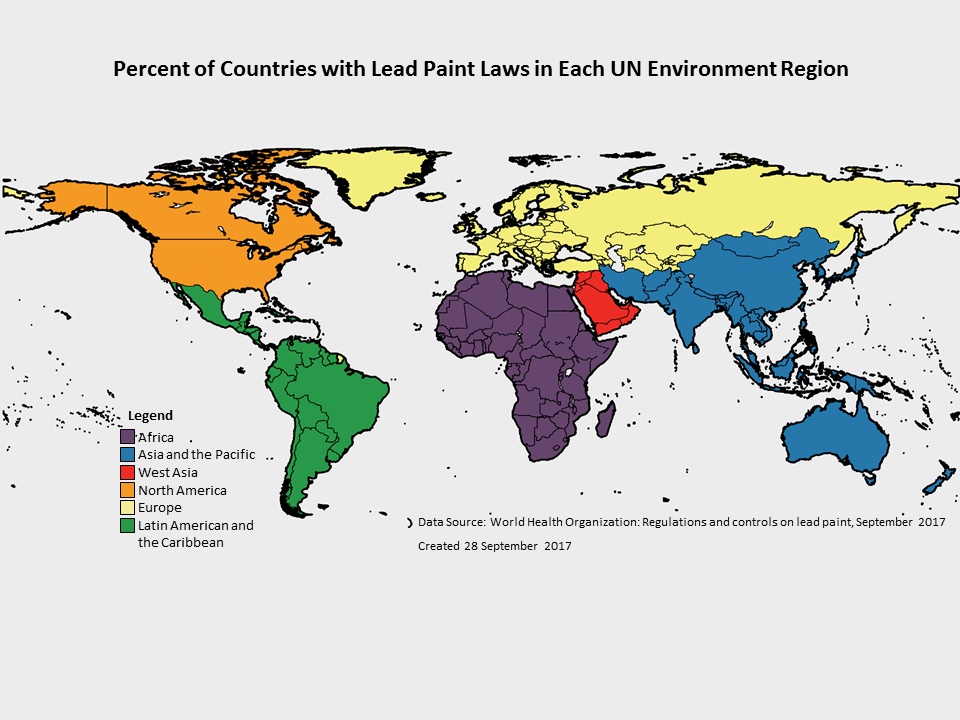 Percent of Countries with Lead Paint Laws in Each UN Environment Region
Legend
Africa
Asia and the Pacific
West Asia
North America
Europe
Latin American and
the Caribbean
Data Source: World Health Organization: Regulations and controls on lead paint, September 2017
Created 28 September 2017